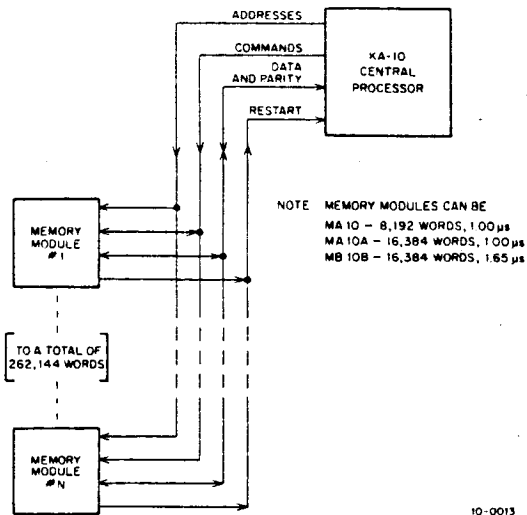 ADDRESSES
COMMANDS
DATA
AND PARITY
RESTART
KA-10
CENTRAL
PROCESSOR
NOTE MEMORY MODULES CAN BE
MA 10 - 8,192 WORDS, 1.00 µs
MA 10A - 16,384 WORDS, 1.00 µs
MB 10B - 16,384 WORDS, 1.65 µs
MEMORY
MODULE
#1
TO A TOTAL OF
262,144 WORDS
MEMORY
MODULE
#N
10-0013